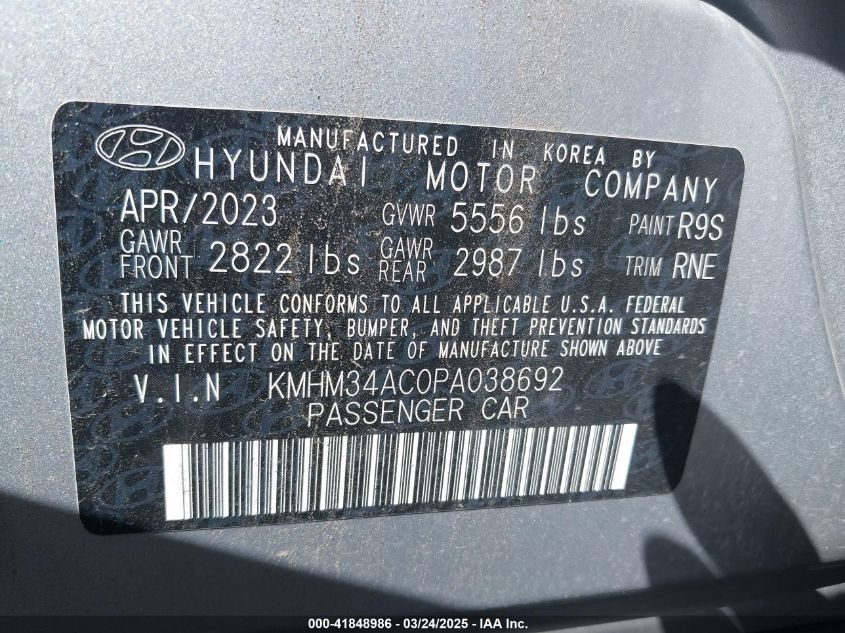 MANUFACTURED IN KOREA BY
HYUNDAI MOTOR COMPANY
APR/2023 GVWR 5556 lbs PAINT R9S
GAWR FRONT 2822 lbs GAWR REAR 2987 lbs TRIM RNE
THIS VEHICLE CONFORMS TO ALL APPLICABLE U.S.A. FEDERAL
MOTOR VEHICLE SAFETY, BUMPER, AND THEFT PREVENTION STANDARDS
IN EFFECT ON THE DATE OF MANUFACTURE SHOWN ABOVE
V.I.N KMHM34AC0PA038692
PASSENGER CAR
000-41848986 - 03/24/2025 - IAA Inc.